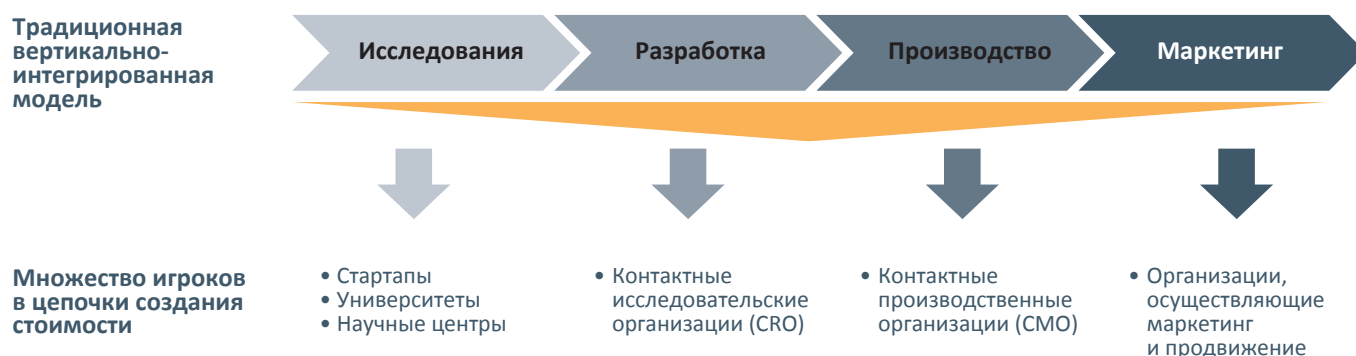 Традиционная
вертикально-
интегрированная
модель
Исследования
Разработка
Производство
Маркетинг
Множество игроков
в цепочки создания
стоимости
• Стартапы
• Университеты
• Научные центры
• Контактные
исследовательские
организации (CRO)
• Контактные
производственные
организации (CMO)
• Организации,
осуществляющие
маркетинг
и продвижение